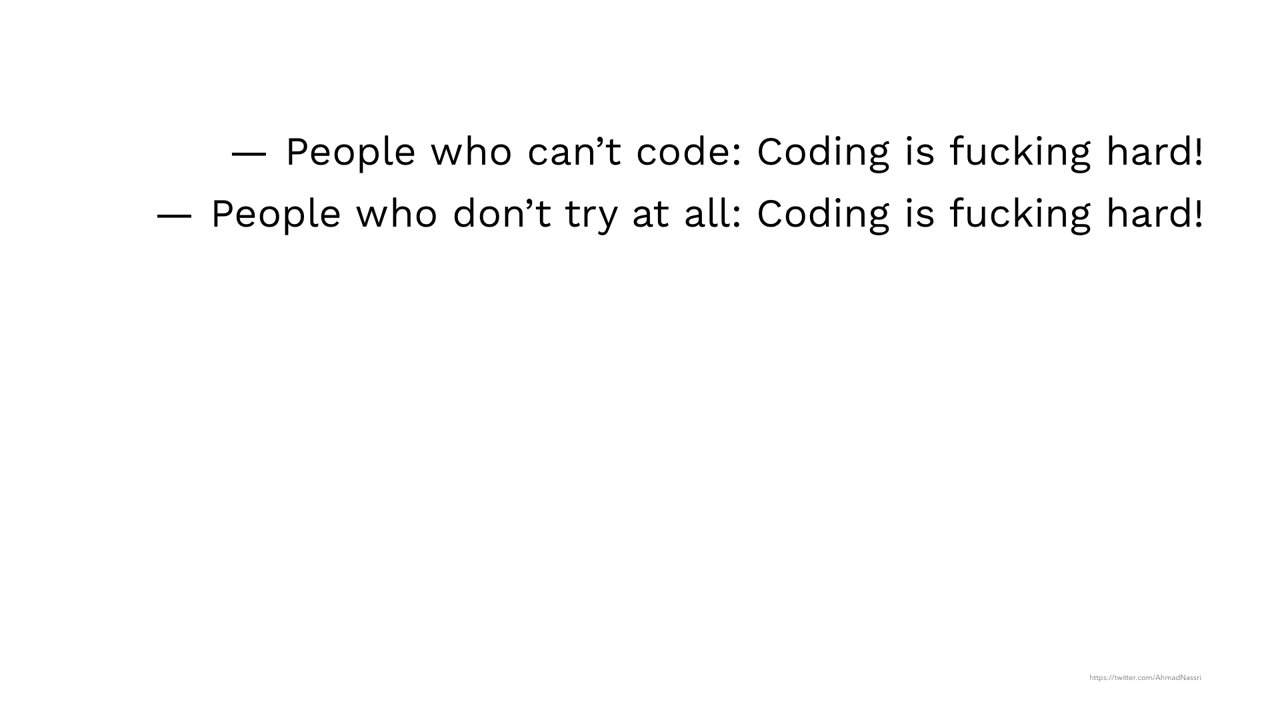 — People who can’t code: Coding is fucking hard!
— People who don’t try at all: Coding is fucking hard!
https://twitter.com/AhmadNassri